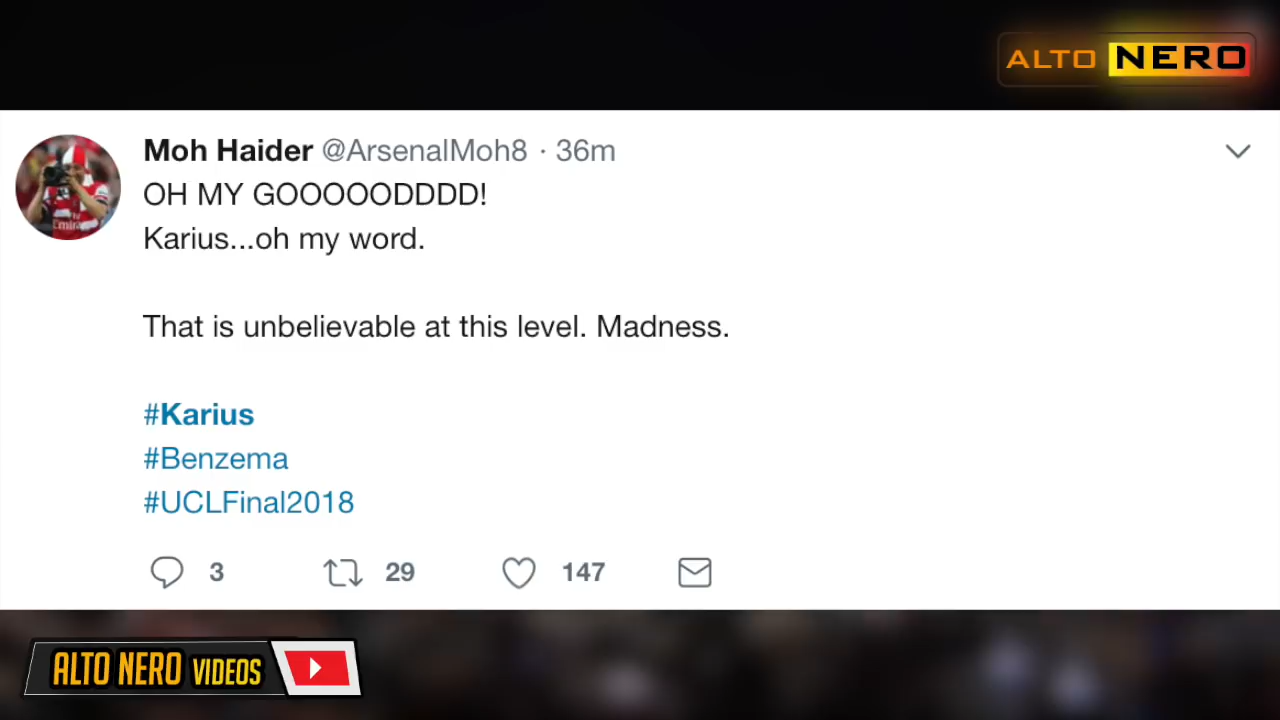 ALTO NERO
Moh Haider @ArsenalMoh8 · 36m
OH MY GOOOOODDDD!
Karius...oh my word.
That is unbelievable at this level. Madness.
#Karius
#Benzema
#UCLFinal2018
3 29 147
ALTO NERO VIDEOS